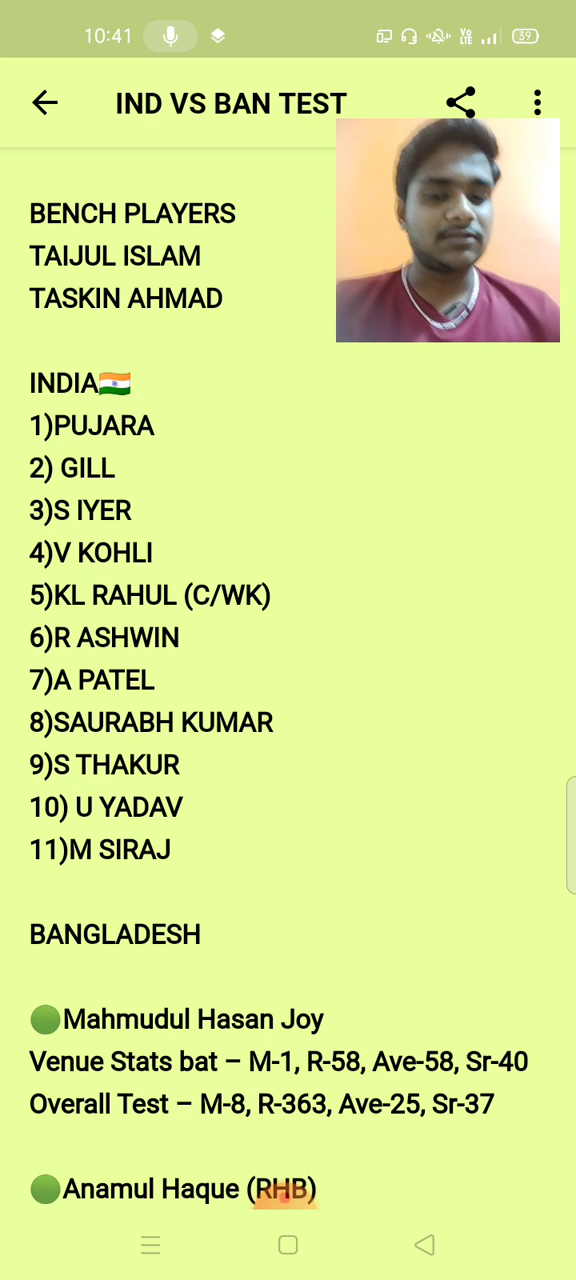 10:41
Vo
LTE
39
IND VS BAN TEST
BENCH PLAYERS
TAIJUL ISLAM
TASKIN AHMAD
INDIA🇮🇳
1)PUJARA
2) GILL
3)S IYER
4)V KOHLI
5)KL RAHUL (C/WK)
6)R ASHWIN
7)A PATEL
8)SAURABH KUMAR
9)S THAKUR
10) U YADAV
11)M SIRAJ
BANGLADESH
🟢Mahmudul Hasan Joy
Venue Stats bat – M-1, R-58, Ave-58, Sr-40
Overall Test – M-8, R-363, Ave-25, Sr-37
🟢Anamul Haque (RHB)